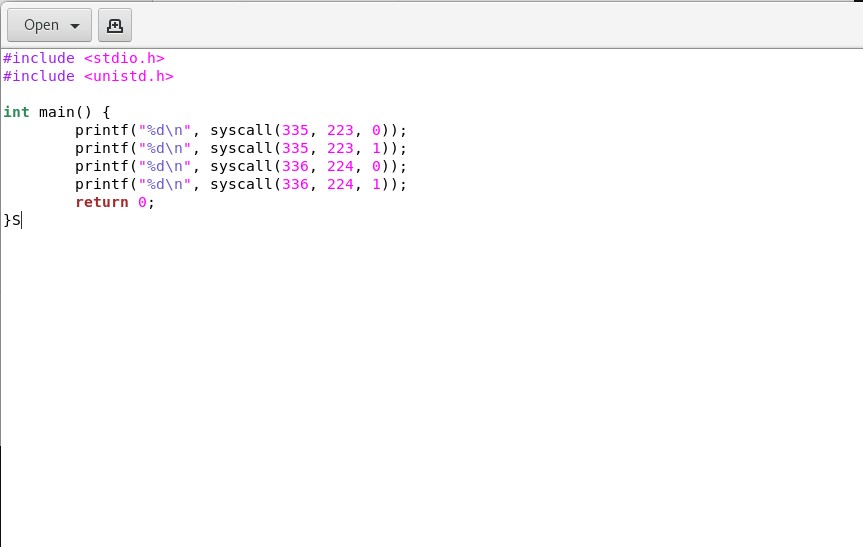 Open
#include <stdio.h>
#include <unistd.h>
int main() {
        printf("%d\n", syscall(335, 223, 0));
        printf("%d\n", syscall(335, 223, 1));
        printf("%d\n", syscall(336, 224, 0));
        printf("%d\n", syscall(336, 224, 1));
        return 0;
}S